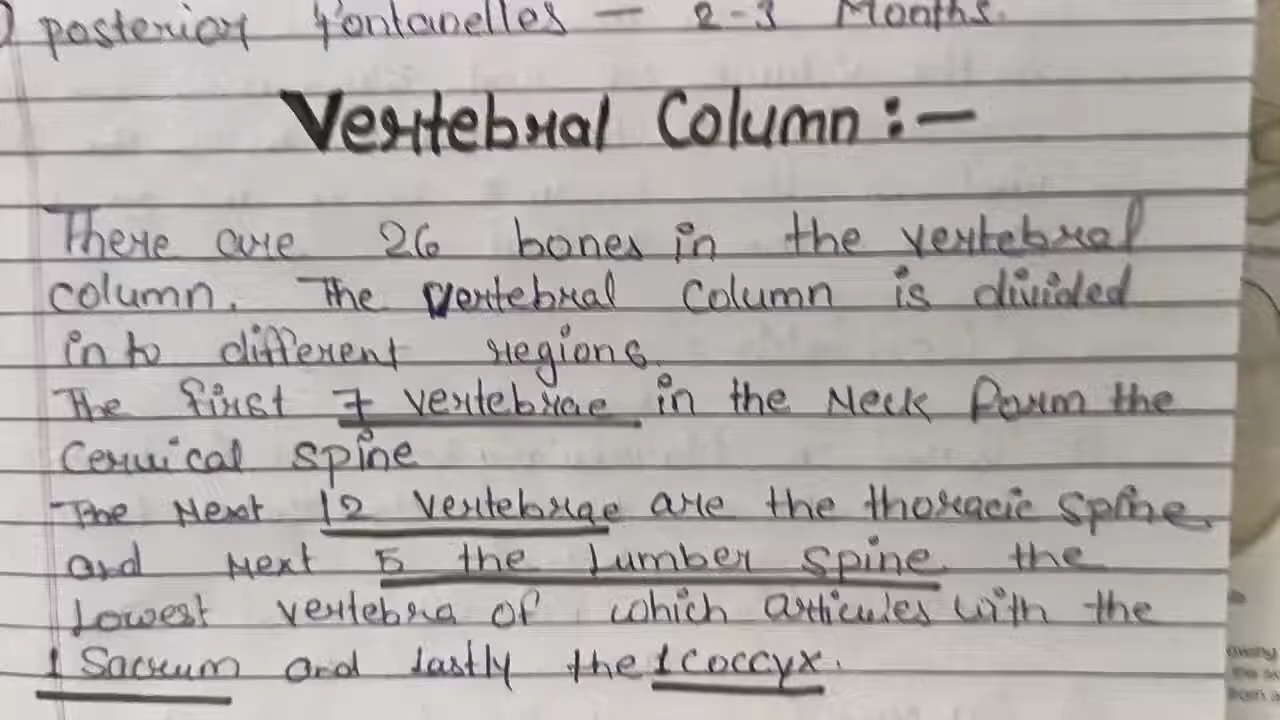 posterior fontanelles — 2-3 Months.
Vertebral Column :-
There are 26 bones in the vertebral
column. The vertebral column is divided
in to different regions.
The first 7 vertebrae in the Neck form the
Cervical spine
The Next 12 vertebrae are the thoracic spine.
and next 5 the lumber spine the
Lowest vertebra of which articules with the
1 Sacrum and lastly the 1 coccyx.